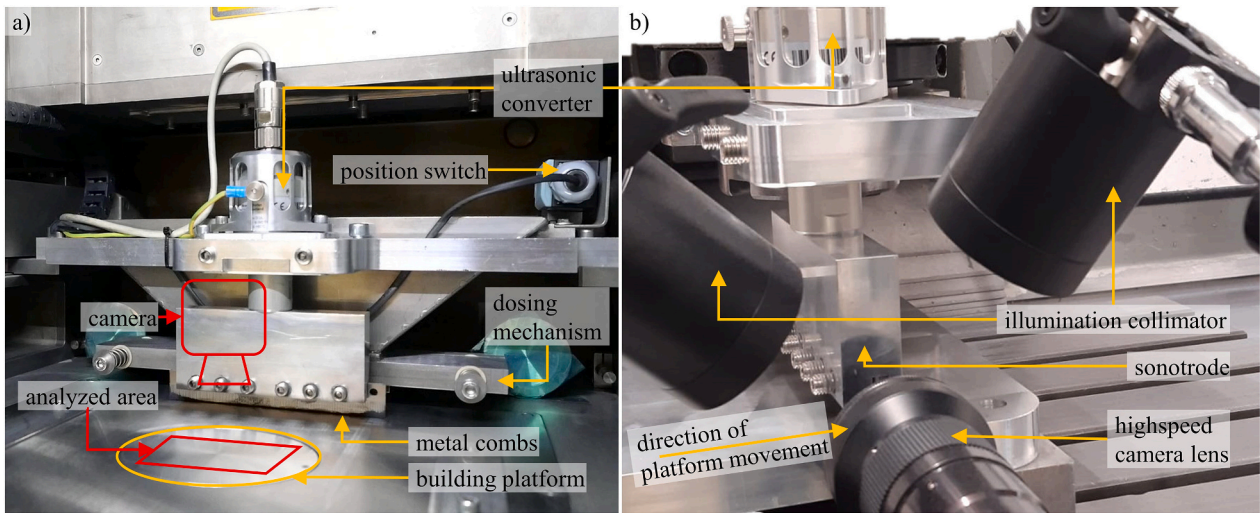 a)
ultrasonic
converter
position switch
camera
dosing
mechanism
analyzed area
metal combs
building platform
b)
illumination collimator
sonotrode
direction of
platform movement
highspeed
camera lens